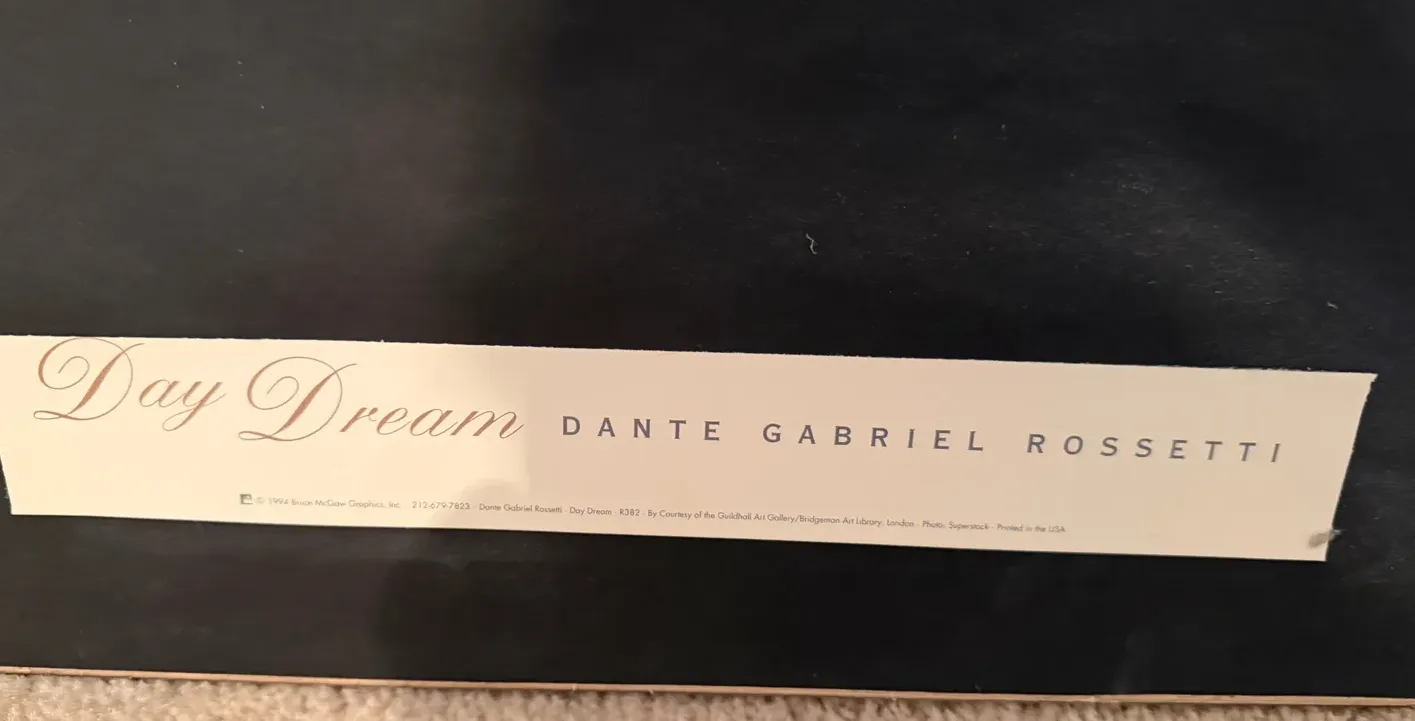 Day Dream DANTE GABRIEL ROSSETTI
© 1994 Bruce McGaw Graphics, Inc. 212-679-7823 · Dante Gabriel Rossetti · Day Dream · R382 · By Courtesy of the Guildhall Art Gallery/Bridgeman Art Library, London · Photo: Superstock · Printed in the USA